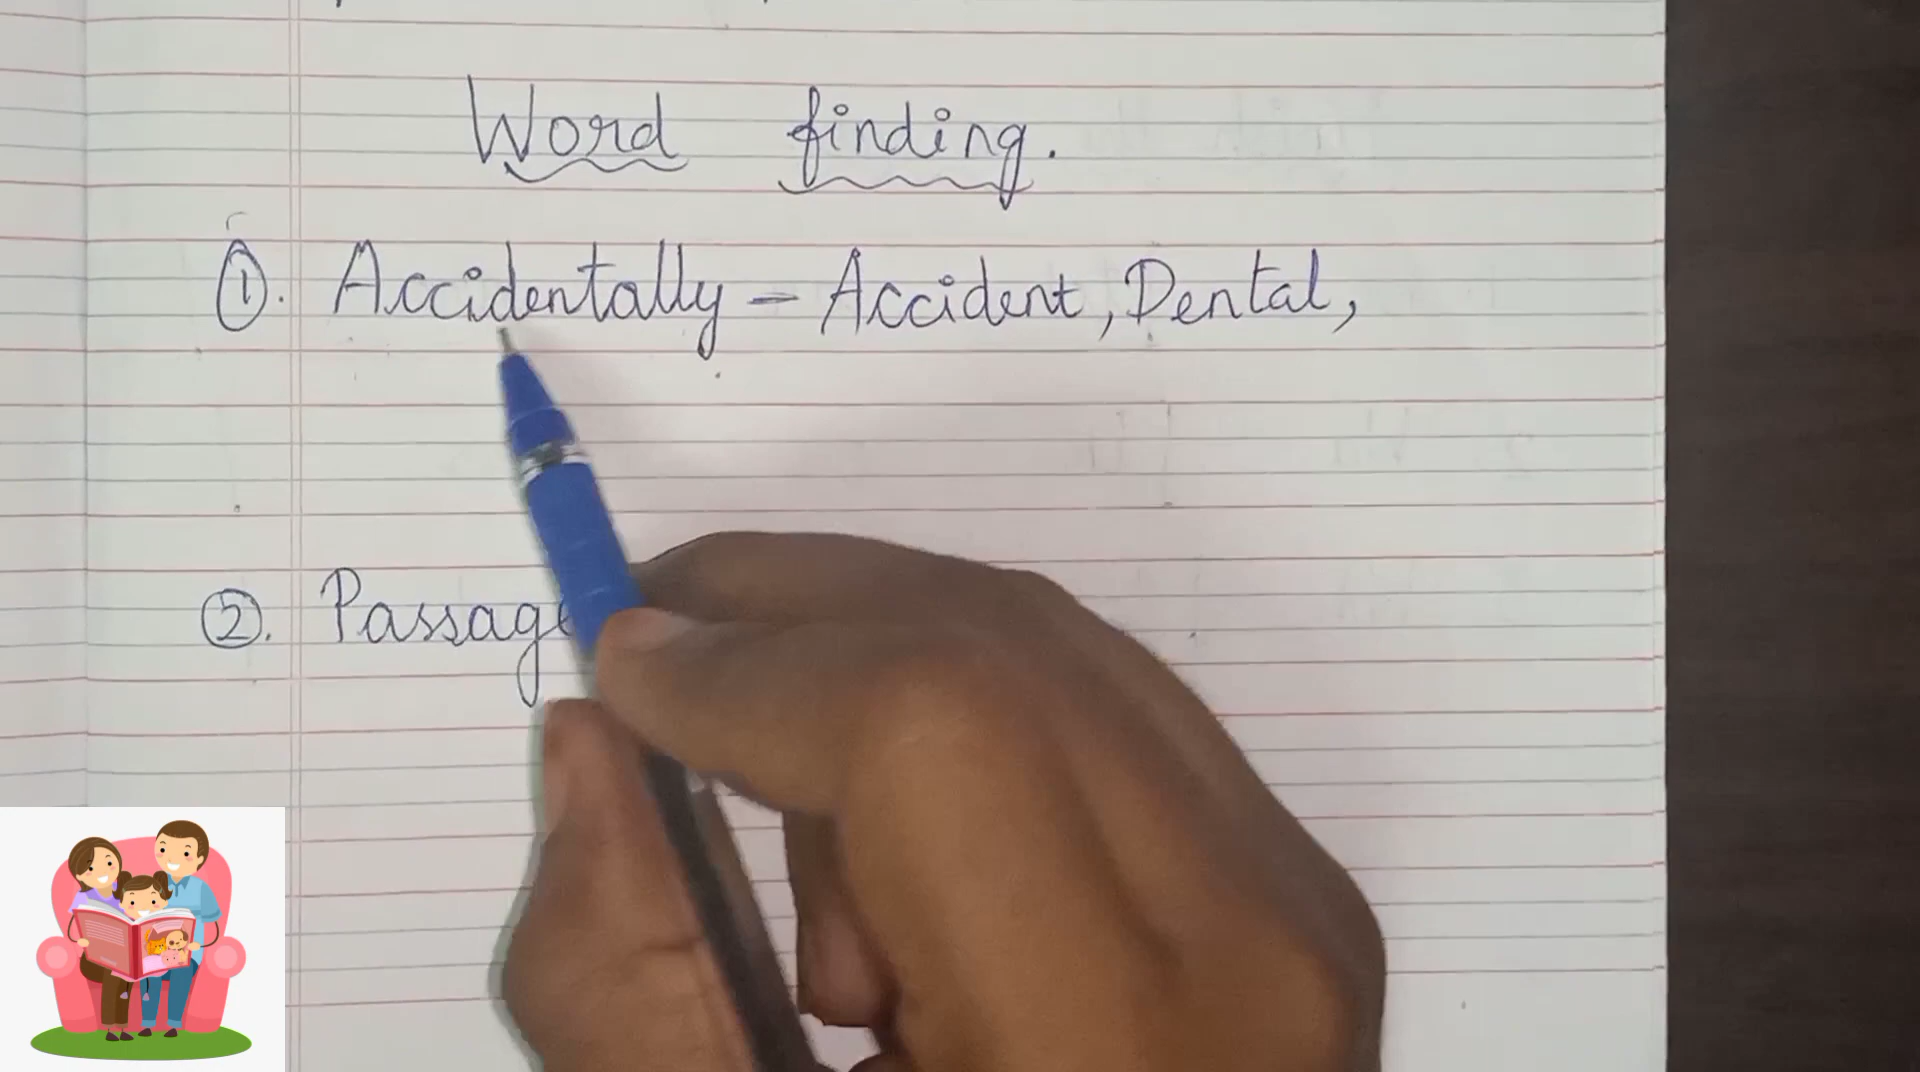 Word finding.
1. Accidentally - Accident, Dental,
2. Passage